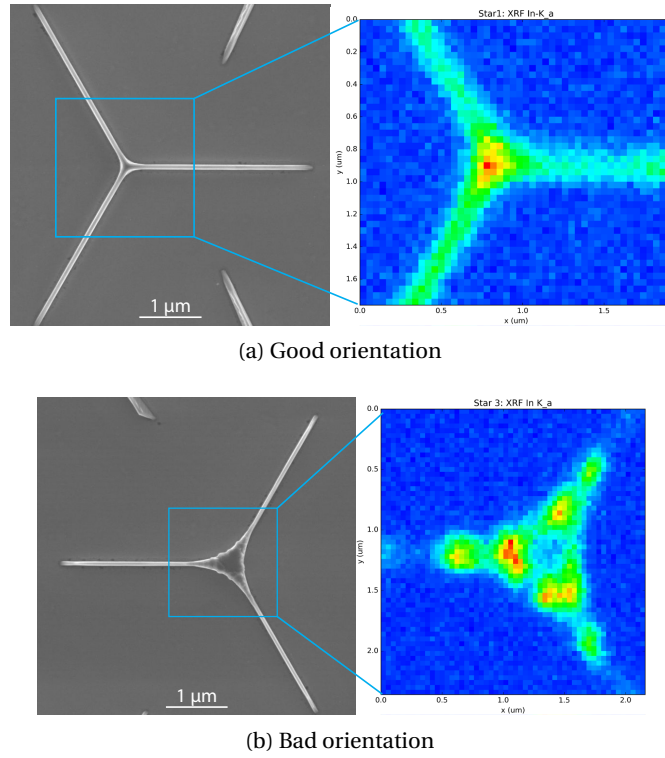 Star1: XRF In-K_a
0.0
0.2
0.4
0.6
0.8
1.0
1.2
1.4
1.6
y (um)
0.0 0.5 1.0 1.5
x (um)
1 μm
(a) Good orientation
Star 3: XRF In K_a
0.0
0.5
1.0
1.5
2.0
y (um)
0.0 0.5 1.0 1.5 2.0
x (um)
1 μm
(b) Bad orientation